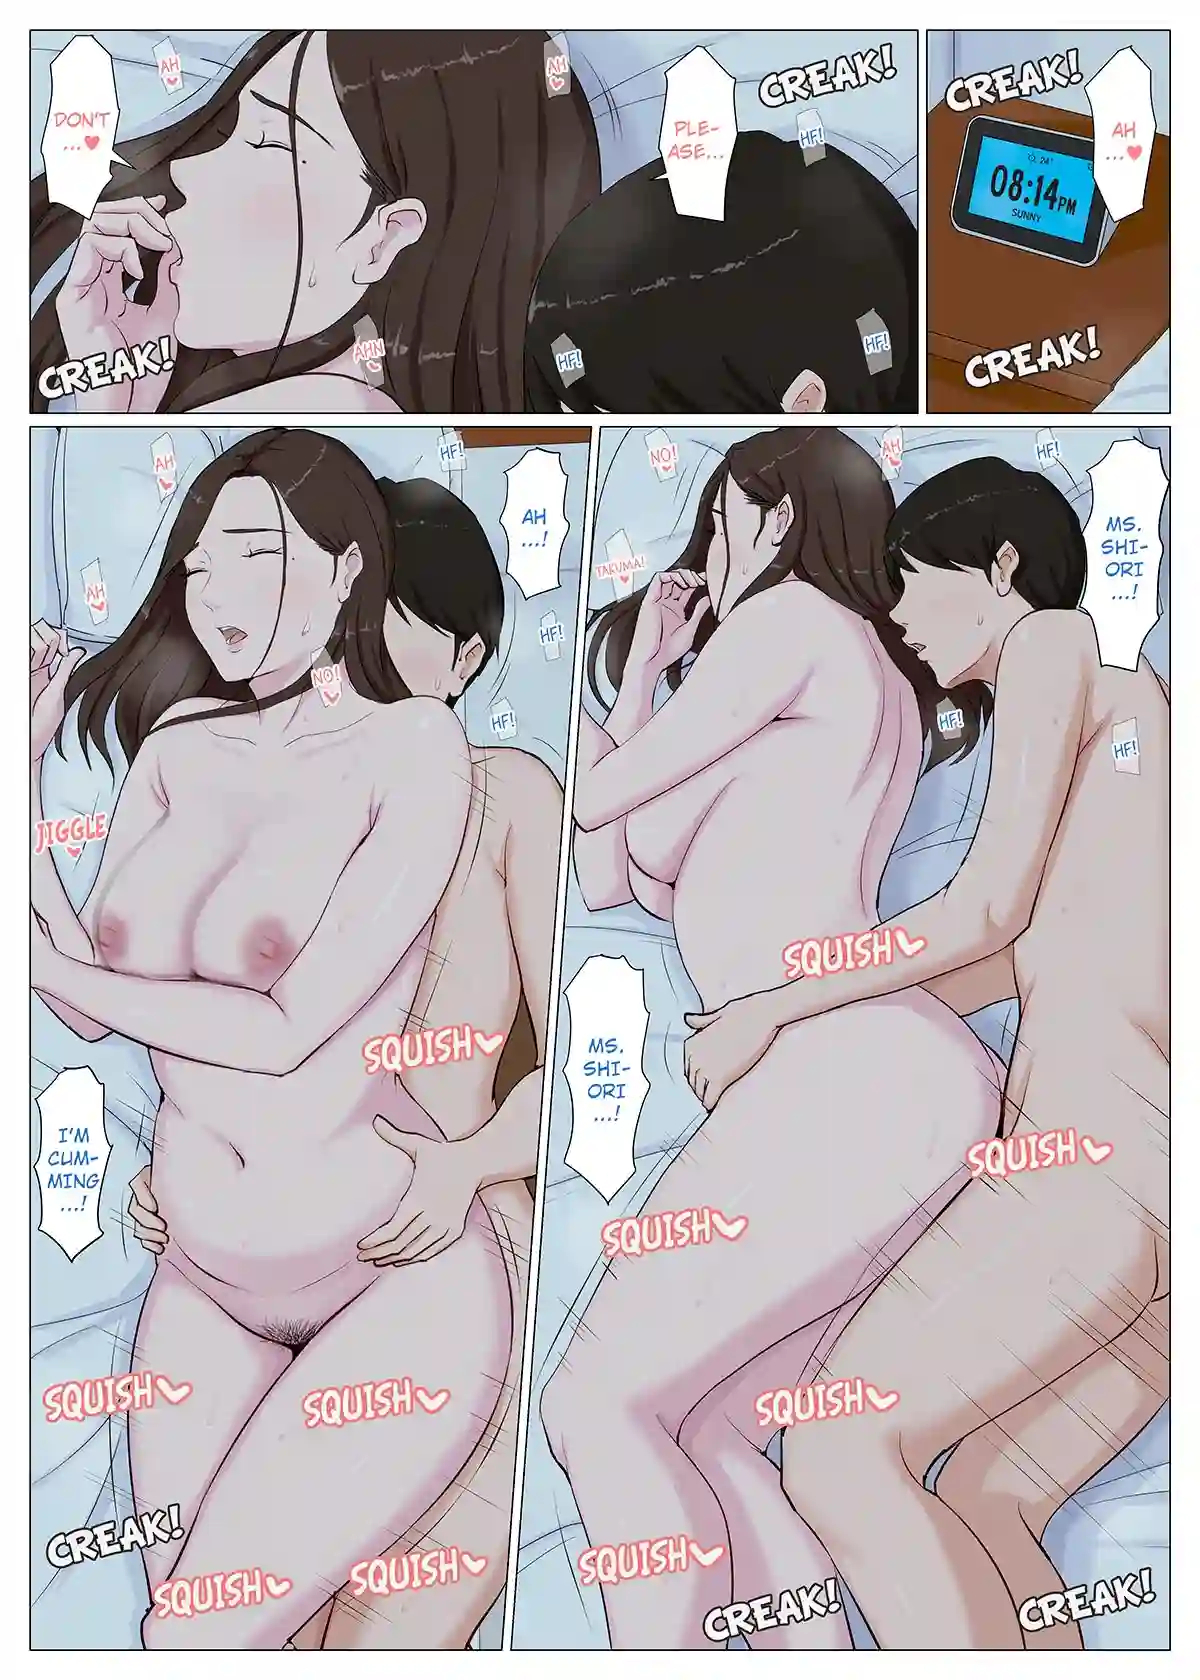 AH
...♥
CREAK!
08:14PM
24°
SUNNY
CREAK!
CREAK!
HF!
PLE-
ASE...
AH
AH
DON'T
...♥
HF!
HF!
AHN
CREAK!
MS.
SHI-
ORI
...!
HF!
AH
NO!
TAKUMA!
HF!
HF!
SQUISH
MS.
SHI-
ORI
...!
SQUISH
SQUISH
SQUISH
SQUISH
CREAK!
CREAK!
AH
...!
HF!
AH
HF!
AH
NO!
HF!
JIGGLE
SQUISH
I'M
CUM-
MING
...!
SQUISH
SQUISH
CREAK!
SQUISH
SQUISH